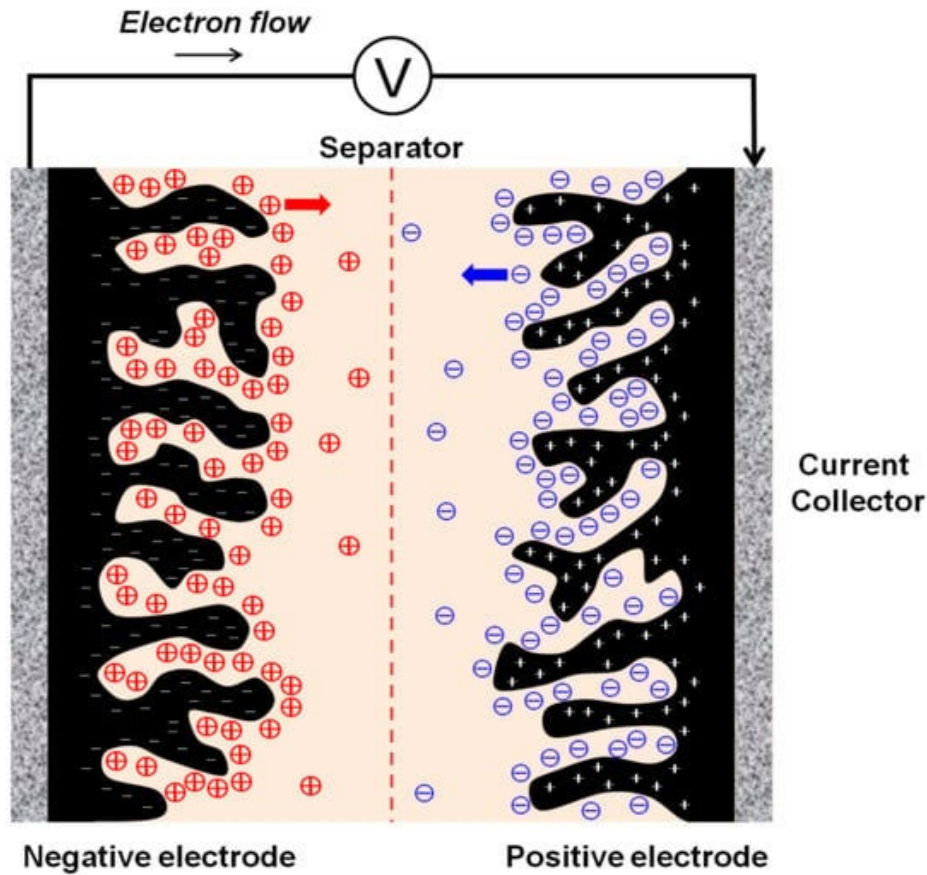 Electron flow
V
Separator
Current
Collector
Negative electrode
Positive electrode